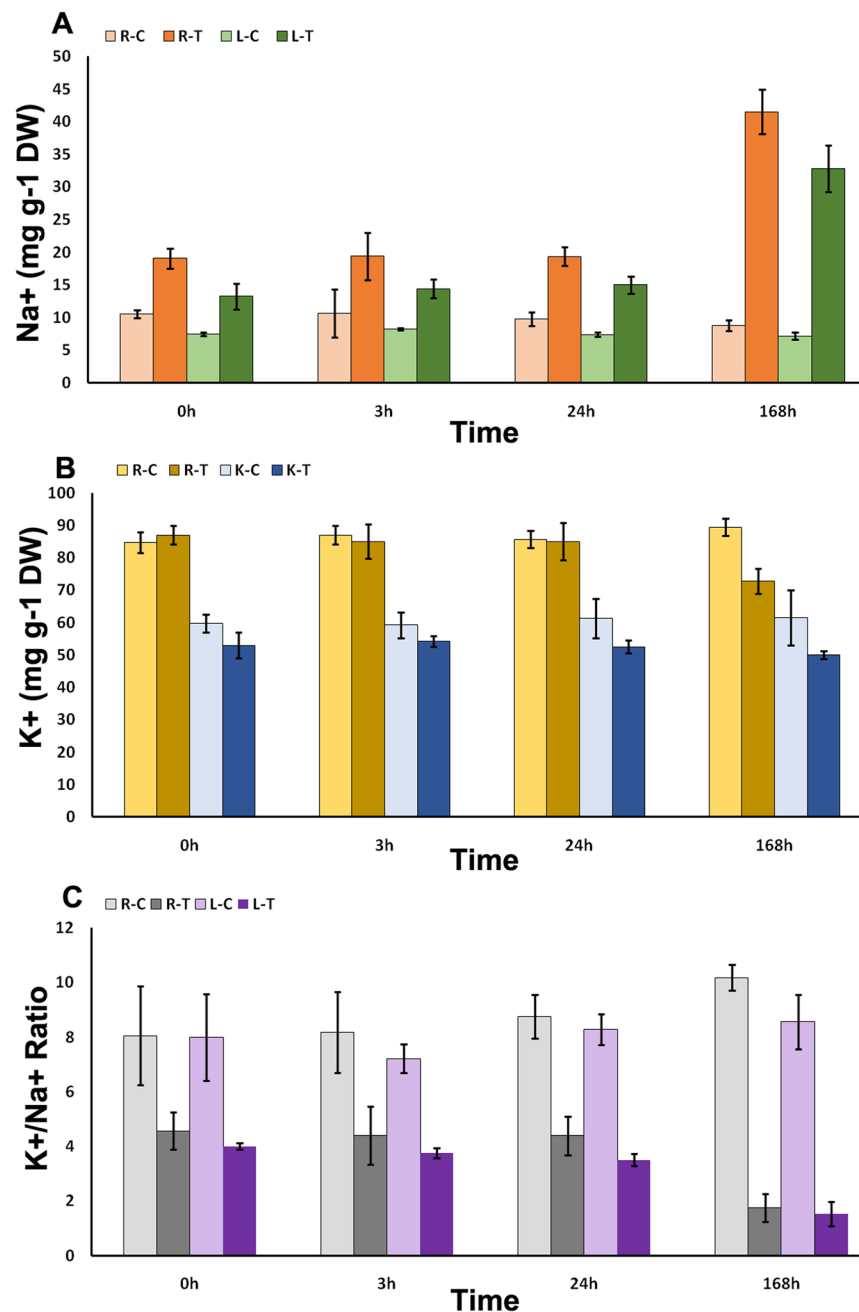 A
R-C R-T L-C L-T
Na+ (mg g-1 DW)
50
45
40
35
30
25
20
15
10
5
0
0h 3h 24h 168h
Time
B
R-C R-T K-C K-T
K+ (mg g-1 DW)
100
90
80
70
60
50
40
30
20
10
0
0h 3h 24h 168h
Time
C
R-C R-T L-C L-T
K+/Na+ Ratio
12
10
8
6
4
2
0
0h 3h 24h 168h
Time